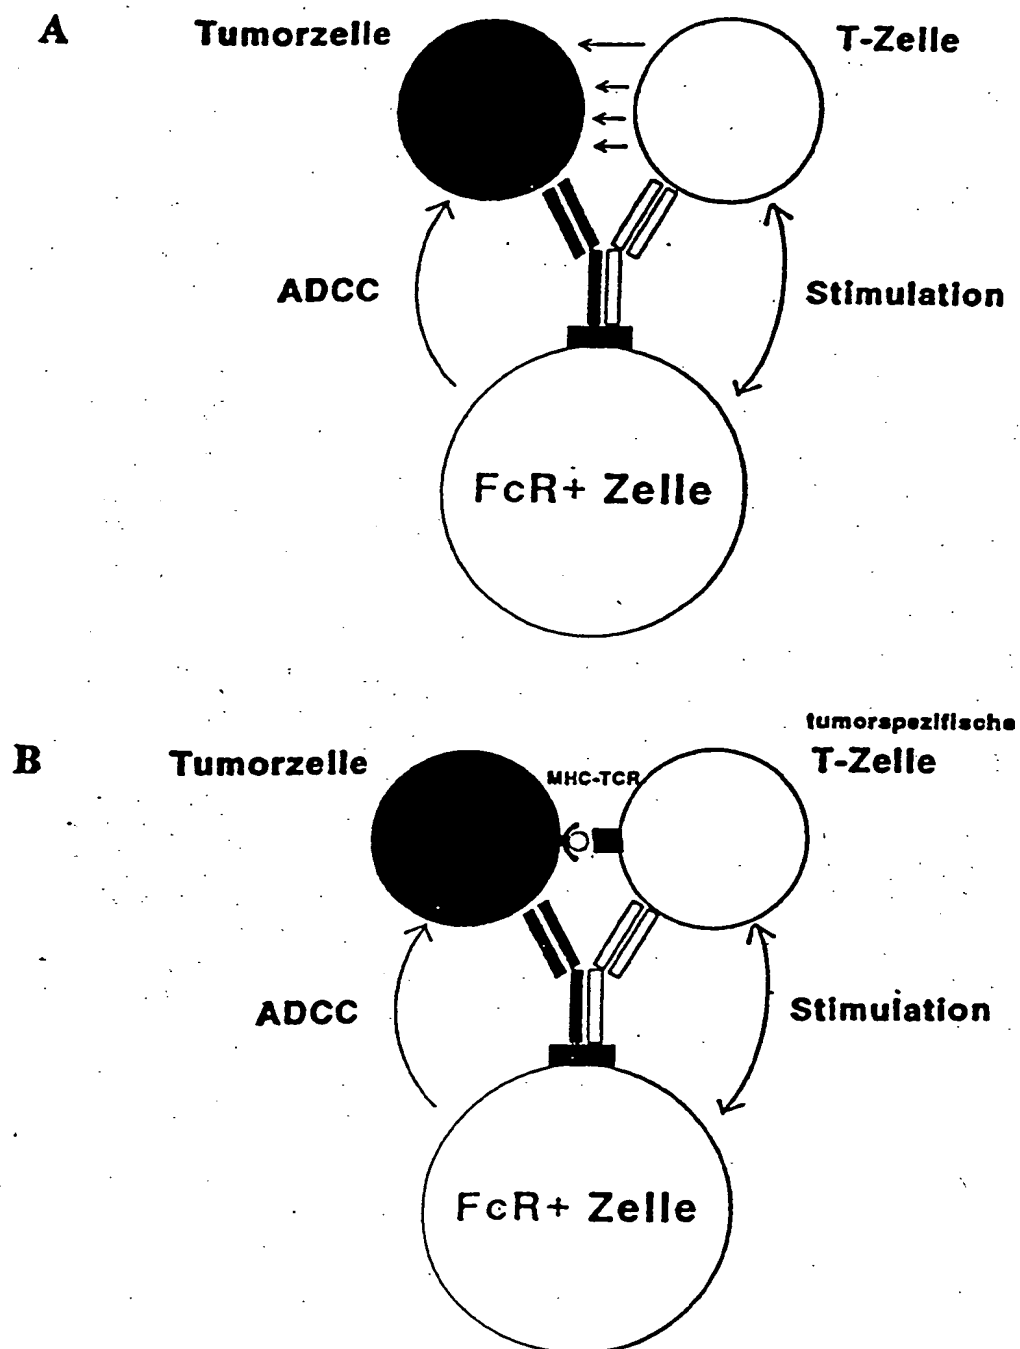 A
Tumorzelle
T-Zelle
ADCC
Stimulation
FcR+ Zelle
tumorspezifische
B
Tumorzelle
T-Zelle
MHC-TCR
ADCC
Stimulation
FcR+ Zelle